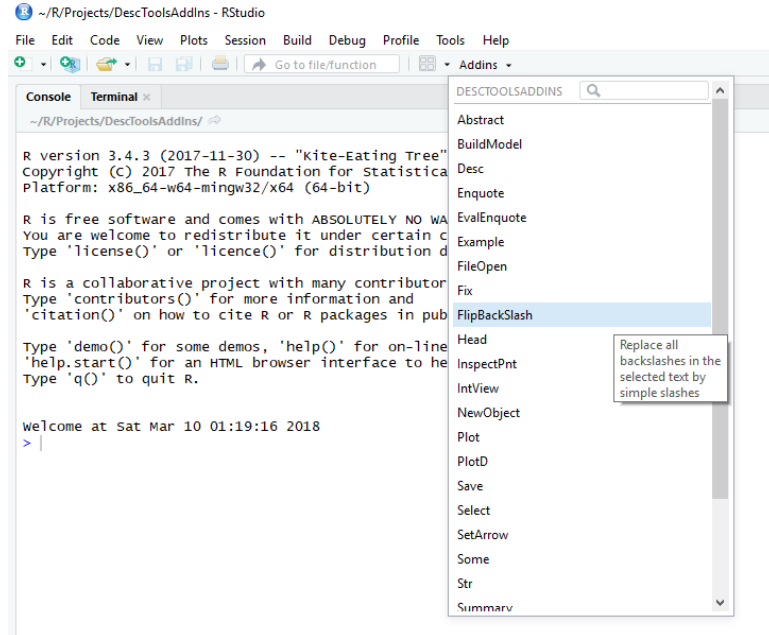 ~/R/Projects/DescToolsAddIns - RStudio
File Edit Code View Plots Session Build Debug Profile Tools Help
Go to file/function Addins
Console Terminal
~/R/Projects/DescToolsAddIns/
R version 3.4.3 (2017-11-30) -- "Kite-Eating Tree"
Copyright (C) 2017 The R Foundation for Statistica
Platform: x86_64-w64-mingw32/x64 (64-bit)
R is free software and comes with ABSOLUTELY NO WA
You are welcome to redistribute it under certain c
Type 'license()' or 'licence()' for distribution d
R is a collaborative project with many contributor
Type 'contributors()' for more information and
'citation()' on how to cite R or R packages in pub
Type 'demo()' for some demos, 'help()' for on-line
'help.start()' for an HTML browser interface to he
Type 'q()' to quit R.
Welcome at Sat Mar 10 01:19:16 2018
>
DESCTOOLSADDINS
Abstract
BuildModel
Desc
Enquote
EvalEnquote
Example
FileOpen
Fix
FlipBackSlash
Head
InspectPnt
IntView
NewObject
Plot
PlotD
Save
Select
SetArrow
Some
Str
Summary
Replace all
backslashes in the
selected text by
simple slashes